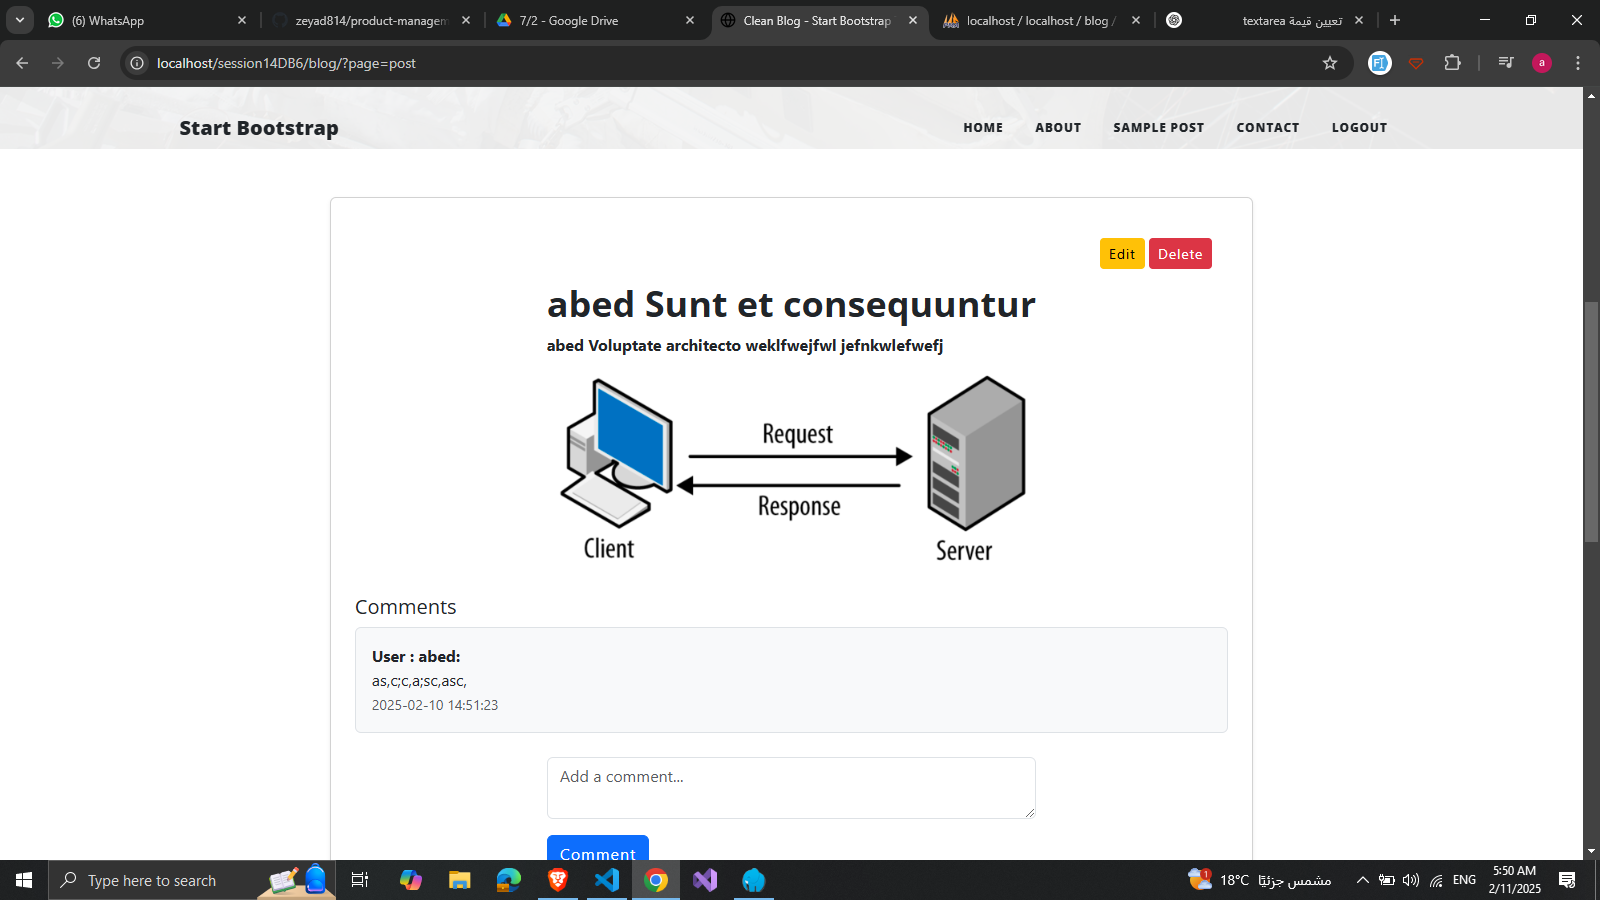 (6) WhatsApp
zeyad814/product-managem
7/2 - Google Drive
Clean Blog - Start Bootstrap
localhost / localhost / blog /
تعيين قيمة textarea
localhost/session14DB6/blog/?page=post
a
Start Bootstrap
HOME
ABOUT
SAMPLE POST
CONTACT
LOGOUT
Edit
Delete
abed Sunt et consequuntur
abed Voluptate architecto weklfwejfwl jefnkwlefwefj
Request
Response
Client
Server
Comments
User : abed:
as,c;c,a;sc,asc,
2025-02-10 14:51:23
Add a comment...
Comment
Type here to search
1
18°C مشمس جزئيًا
ENG
5:50 AM
2/11/2025